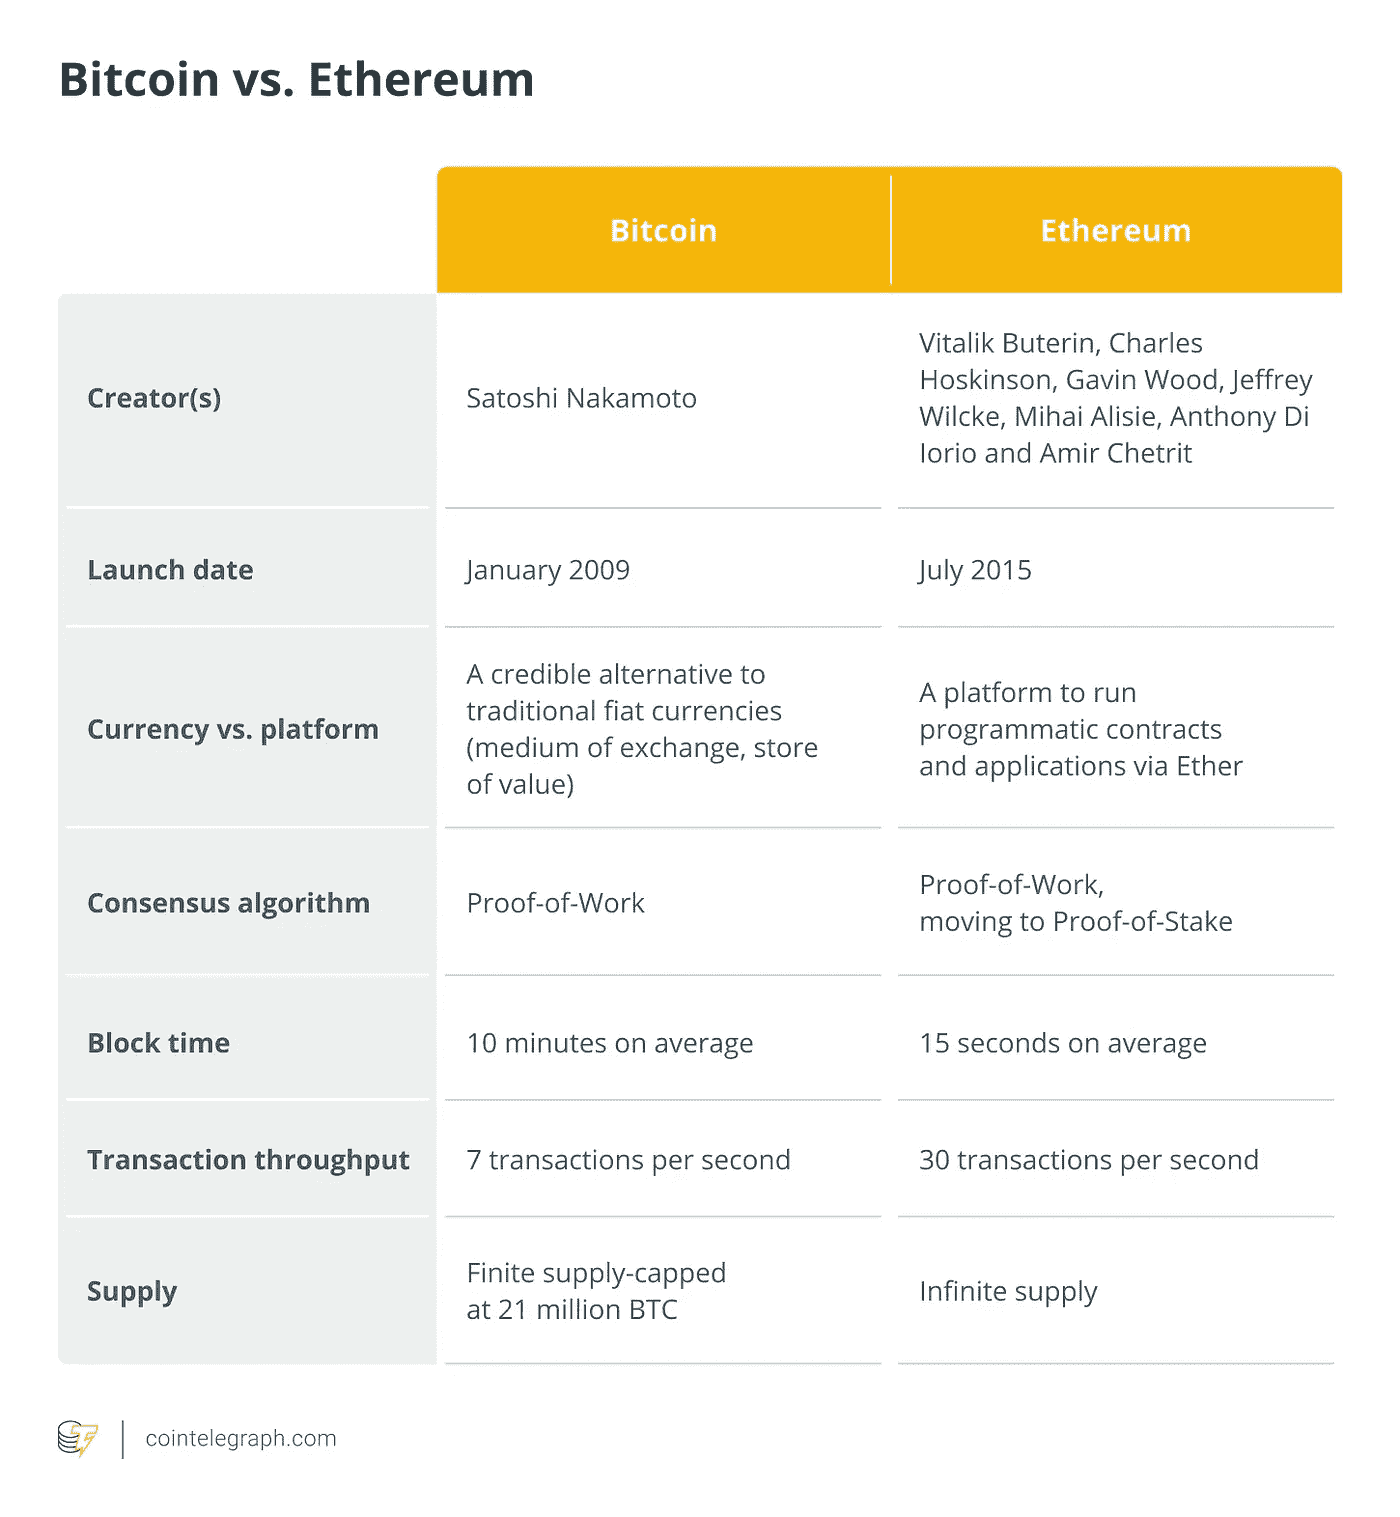 Bitcoin vs. Ethereum
Bitcoin
Ethereum
Creator(s)
Satoshi Nakamoto
Vitalik Buterin, Charles
Hoskinson, Gavin Wood, Jeffrey
Wilcke, Mihai Alisie, Anthony Di
Iorio and Amir Chetrit
Launch date
January 2009
July 2015
Currency vs. platform
A credible alternative to
traditional fiat currencies
(medium of exchange, store
of value)
A platform to run
programmatic contracts
and applications via Ether
Consensus algorithm
Proof-of-Work
Proof-of-Work,
moving to Proof-of-Stake
Block time
10 minutes on average
15 seconds on average
Transaction throughput
7 transactions per second
30 transactions per second
Supply
Finite supply-capped
at 21 million BTC
Infinite supply
cointelegraph.com